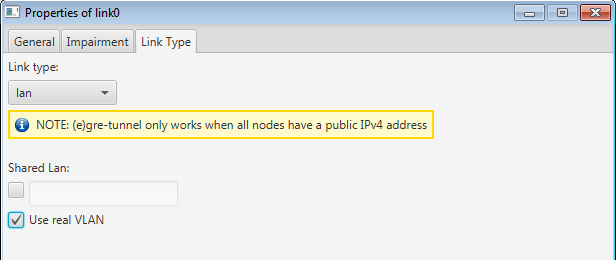 Properties of link0
General Impairment Link Type
Link type:
lan
NOTE: (e)gre-tunnel only works when all nodes have a public IPv4 address
Shared Lan:
Use real VLAN